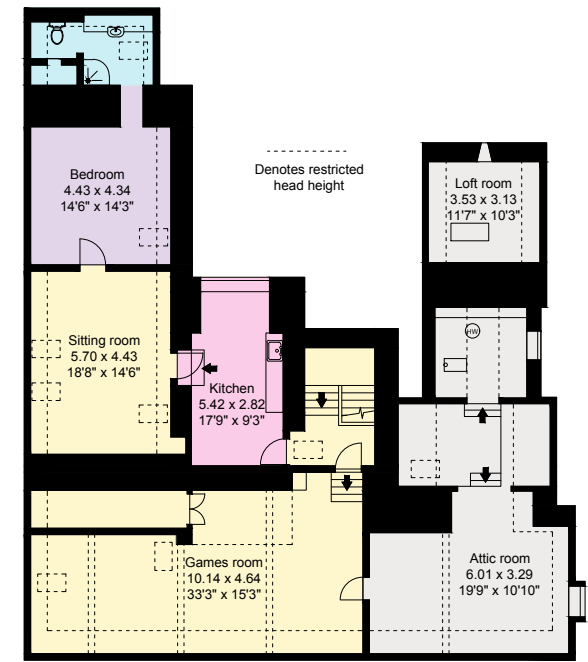 Bedroom
4.43 x 4.34
14'6" x 14'3"
Denotes restricted
head height
Loft room
3.53 x 3.13
11'7" x 10'3"
Sitting room
5.70 x 4.43
18'8" x 14'6"
HW
Kitchen
5.42 x 2.82
17'9" x 9'3"
Games room
10.14 x 4.64
33'3" x 15'3"
Attic room
6.01 x 3.29
19'9" x 10'10"